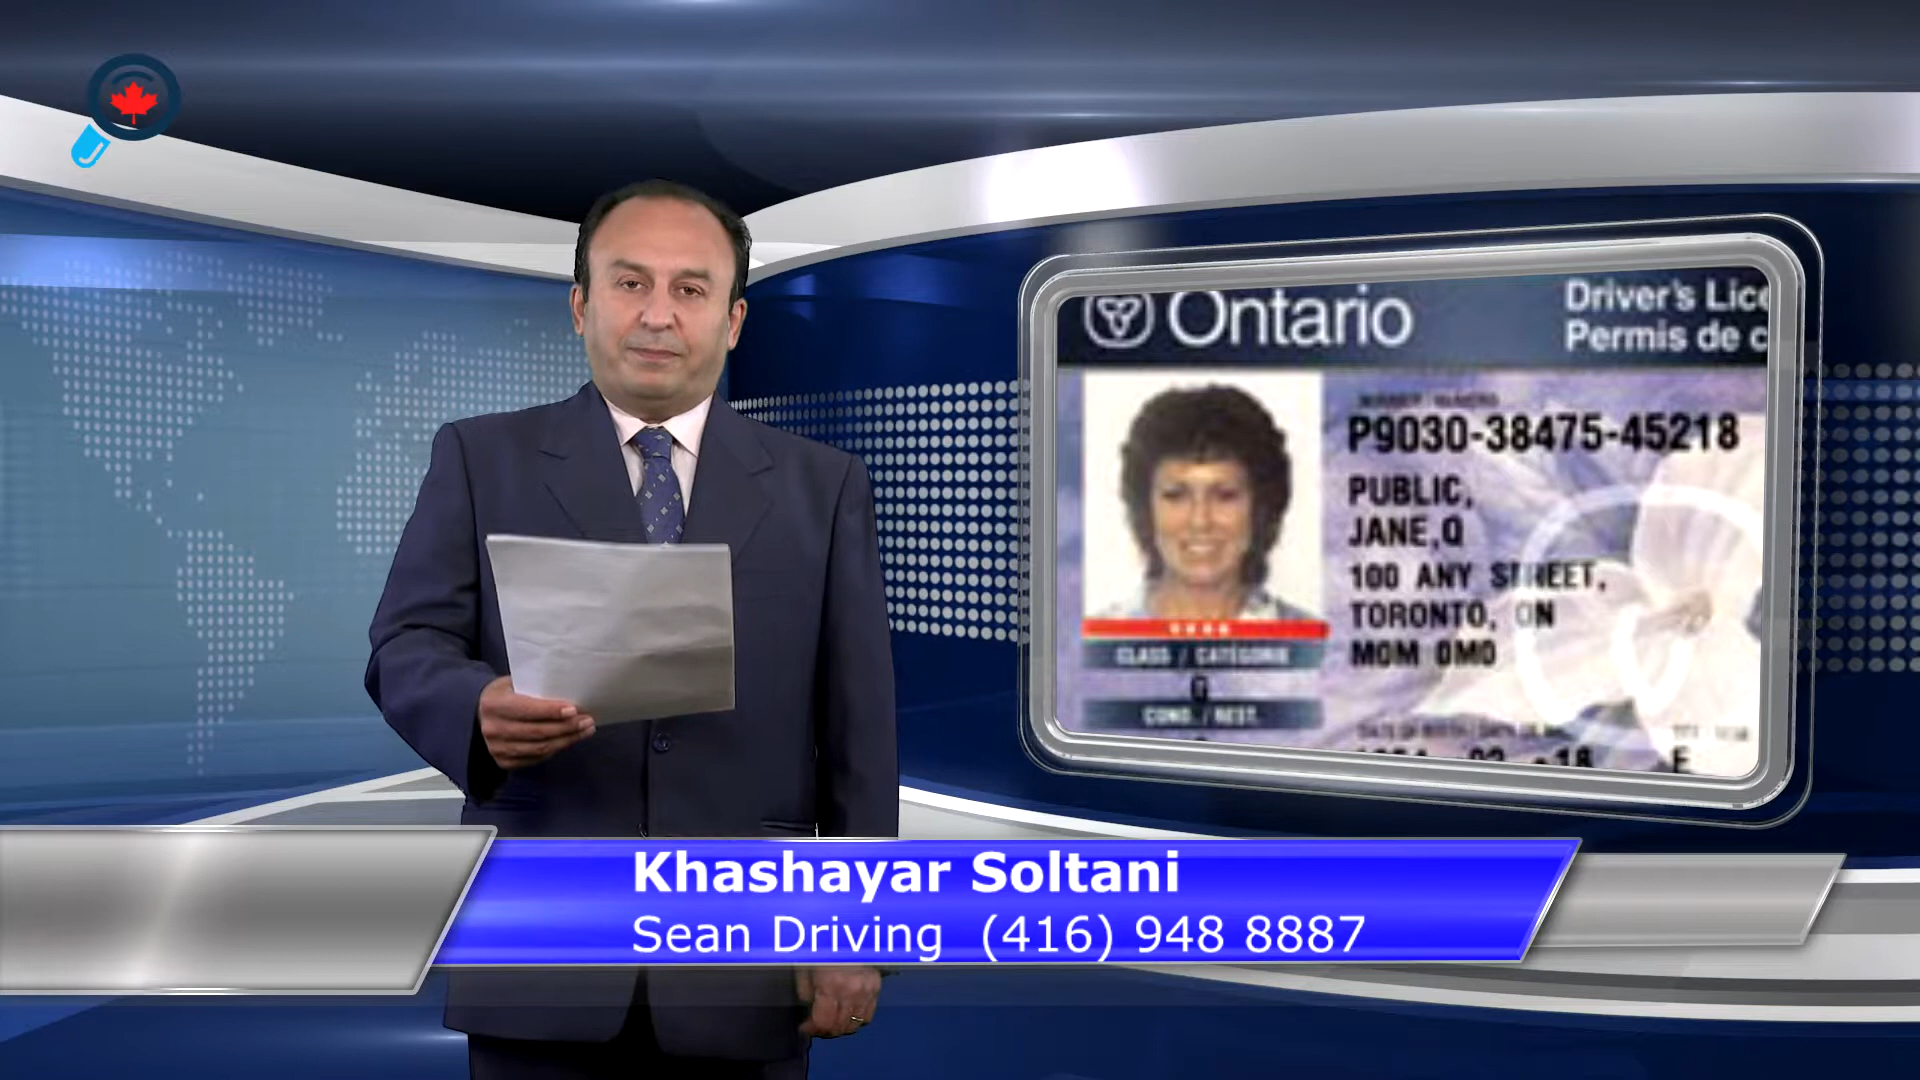 Ontario
Driver's Lice
Permis de c
P9030-38475-45218
PUBLIC,
JANE,Q
100 ANY STREET,
TORONTO, ON
M0M 0M0
CLASS / CATÉGORIE
G
COND. / REST.
Khashayar Soltani
Sean Driving (416) 948 8887